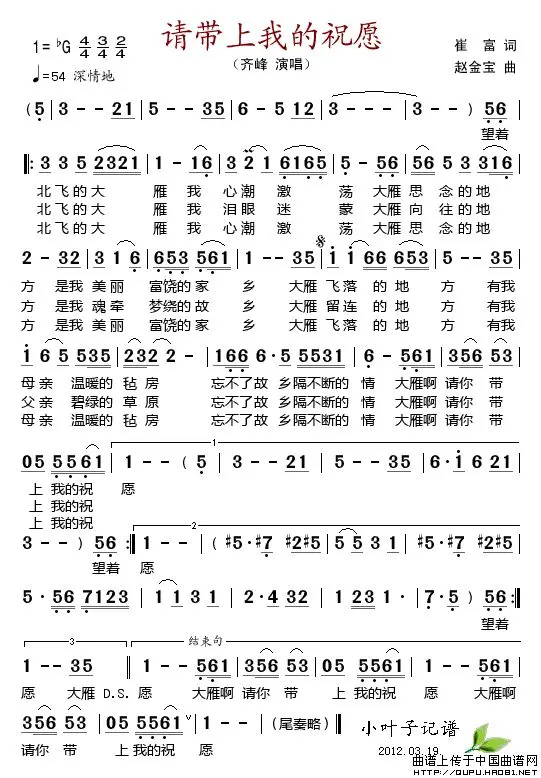 请带上我的祝愿
1=♭G 4/4 3/4 2/4
崔 富 词
(齐峰 演唱)
赵金宝 曲
♩=54 深情地
(5 | 3 - - 21 | 5 - - 35 | 6 - 5 12 | 3 - - - | 3 - - ) 56
望着
‖: 3 3 5 2321 | 1 - 16 | 3 2 1 6165 | 5 - 56 | 56 5 3 316
北飞的大 雁我 心潮 激 荡 大雁 思 念的地
北飞的大 雁我 泪眼 迷 蒙 大雁 向 往的地
北飞的大 雁我 心潮 激 荡 大雁 思 念的地
2 - 32 | 3 1 6 | 653 561 | 1 - - 35 | 1 1 66 653 | 5 - - 35
方 是我 美丽 富饶的家 乡 大雁 飞落 的 地 方 有我
方 是我 魂牵 梦绕的故 乡 大雁 留连 的 地 方 有我
方 是我 美丽 富饶的家 乡 大雁 飞落 的 地 方 有我
1 6 5 535 | 232 2 - | 166 6 5 5531 | 6 - 561 | 356 53
母亲 温暖的 毡 房 忘不了故 乡隔不断的 情 大雁啊 请你 带
父亲 碧绿的 草 原 忘不了故 乡隔不断的 情 大雁啊 请你 带
母亲 温暖的 毡 房 忘不了故 乡隔不断的 情 大雁啊 请你 带
1
05 5561 | 1 - - (5 | 3 - - 21 | 5 - - 35 | 6·1 6 21
上 我的祝 愿
上 我的祝
上 我的祝
2
3 - - ) 56 :‖ 1 - - | (#5·#7 | #2#5 | 5 5 3 1 | #5·#7 #2#5
望着 愿
5 · 56 7123 | 1 1 3 1 | 2·4 32 | 1 23 1· | 7·5 ) 56 :‖
望着
3 结束句
1 - - 35 ‖ 1 - - 561 | 356 53 | 05 5561 | 1 - - 561
愿 大雁 D.S. 愿 大雁啊 请你 带 上 我的祝 愿 大雁啊
356 53 | 05 5561 | 1 - - - | (尾奏略) ‖
小叶子记谱
请你 带 上 我的祝 愿
2012.03.19.
曲谱上传于中国曲谱网
HTTP://QUPU.HAO81.NET